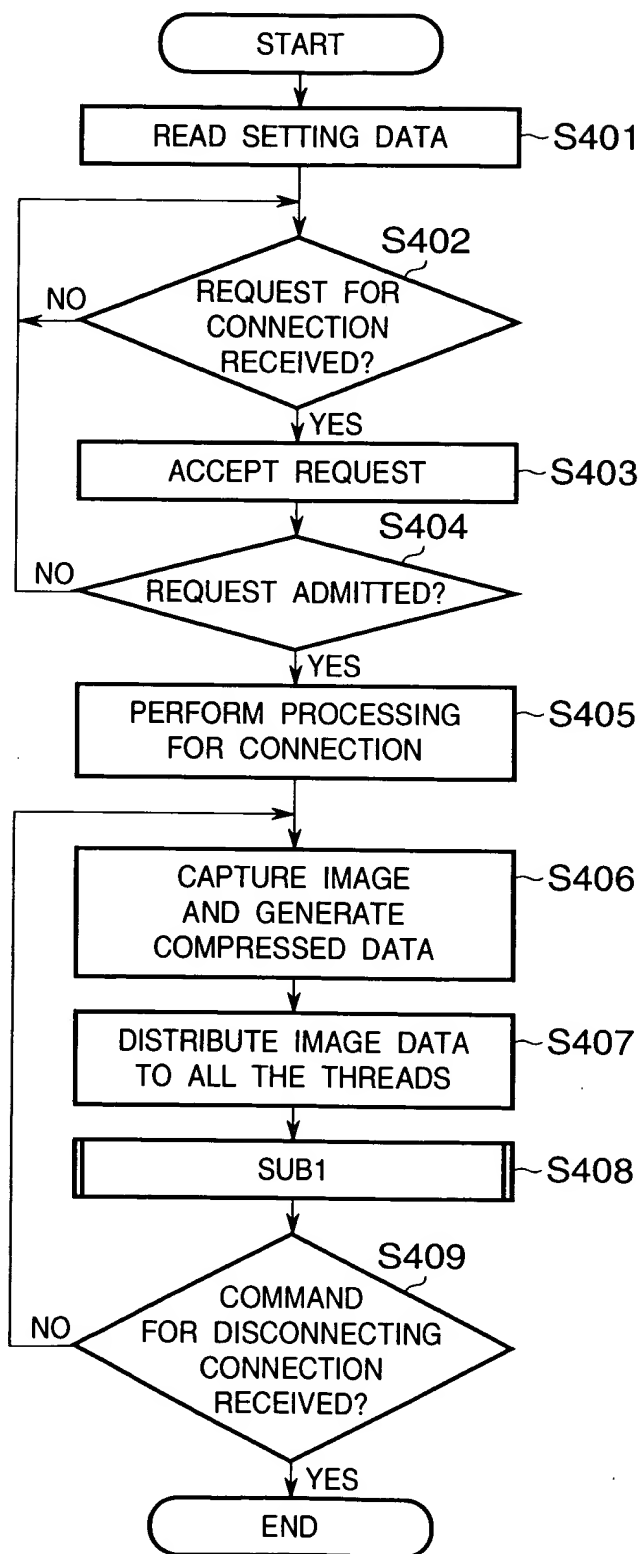 START
READ SETTING DATA
S401
S402
NO
REQUEST FOR
CONNECTION
RECEIVED?
YES
ACCEPT REQUEST
S403
S404
NO
REQUEST ADMITTED?
YES
PERFORM PROCESSING
FOR CONNECTION
S405
CAPTURE IMAGE
AND GENERATE
COMPRESSED DATA
S406
DISTRIBUTE IMAGE DATA
TO ALL THE THREADS
S407
SUB1
S408
S409
NO
COMMAND
FOR DISCONNECTING
CONNECTION
RECEIVED?
YES
END